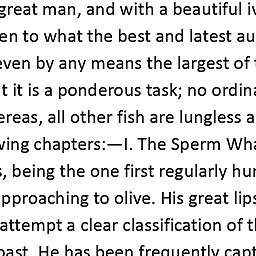 great man, and with a beautiful
en to what the best and latest au
even by any means the largest of
t it is a ponderous task; no ordina
ereas, all other fish are lungless a
wing chapters:—I. The Sperm Wha
s, being the one first regularly hun
pproaching to olive. His great lips
attempt a clear classification of th
oast. He has been frequently capt